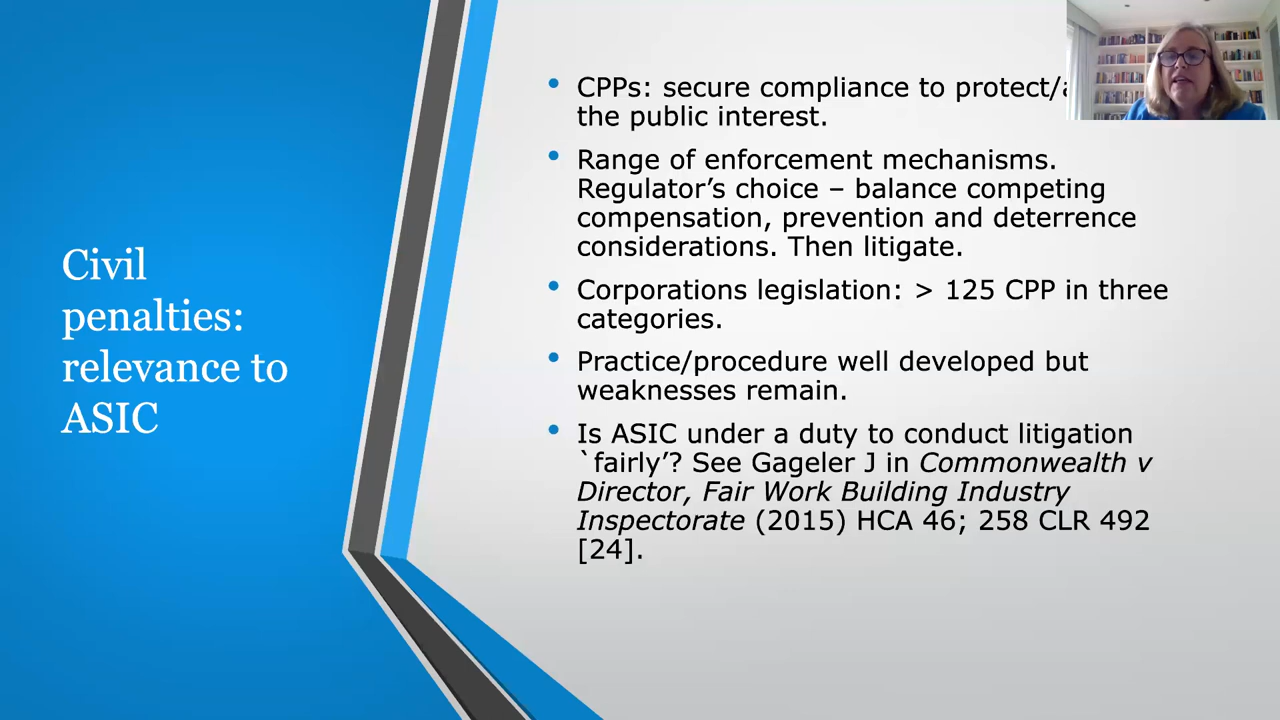 Civil
penalties:
relevance to
ASIC
• CPPs: secure compliance to protect/
the public interest.
• Range of enforcement mechanisms.
Regulator’s choice – balance competing
compensation, prevention and deterrence
considerations. Then litigate.
• Corporations legislation: > 125 CPP in three
categories.
• Practice/procedure well developed but
weaknesses remain.
• Is ASIC under a duty to conduct litigation
`fairly’? See Gageler J in Commonwealth v
Director, Fair Work Building Industry
Inspectorate (2015) HCA 46; 258 CLR 492
[24].